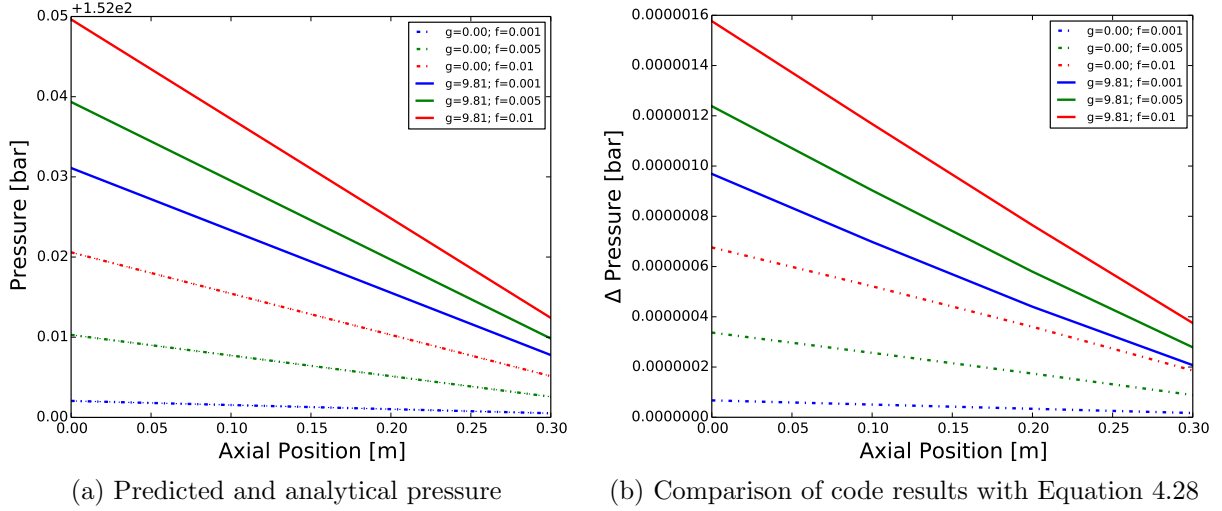 +1.52e2
0.05
0.04
0.03
0.02
0.01
0.00
Pressure [bar]
0.00 0.05 0.10 0.15 0.20 0.25 0.30
Axial Position [m]
g=0.00; f=0.001
g=0.00; f=0.005
g=0.00; f=0.01
g=9.81; f=0.001
g=9.81; f=0.005
g=9.81; f=0.01
(a) Predicted and analytical pressure
0.0000016
0.0000014
0.0000012
0.0000010
0.0000008
0.0000006
0.0000004
0.0000002
0.0000000
Δ Pressure [bar]
0.00 0.05 0.10 0.15 0.20 0.25 0.30
Axial Position [m]
g=0.00; f=0.001
g=0.00; f=0.005
g=0.00; f=0.01
g=9.81; f=0.001
g=9.81; f=0.005
g=9.81; f=0.01
(b) Comparison of code results with Equation 4.28